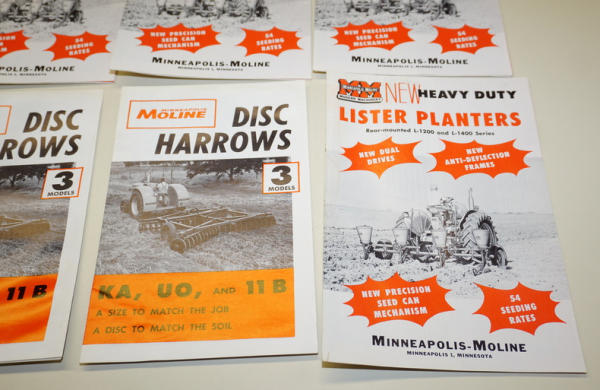 NEW PRECISION
SEED CAN
MECHANISM
54
SEEDING
RATES
MINNEAPOLIS-MOLINE
MINNEAPOLIS 1, MINNESOTA
NEW PRECISION
SEED CAN
MECHANISM
54
SEEDING
RATES
MINNEAPOLIS-MOLINE
MINNEAPOLIS 1, MINNESOTA
DISC
ROWS
3
MODELS
11 B
MINNEAPOLIS
MOLINE
DISC
HARROWS
3
MODELS
KA, UO, AND 11 B
A SIZE TO MATCH THE JOB
A DISC TO MATCH THE SOIL
MM
NEW HEAVY DUTY
LISTER PLANTERS
Rear-mounted L-1200 and L-1400 Series
NEW DUAL
DRIVES
NEW
ANTI-DEFLECTION
FRAMES
NEW PRECISION
SEED CAN
MECHANISM
54
SEEDING
RATES
MINNEAPOLIS-MOLINE
MINNEAPOLIS 1, MINNESOTA